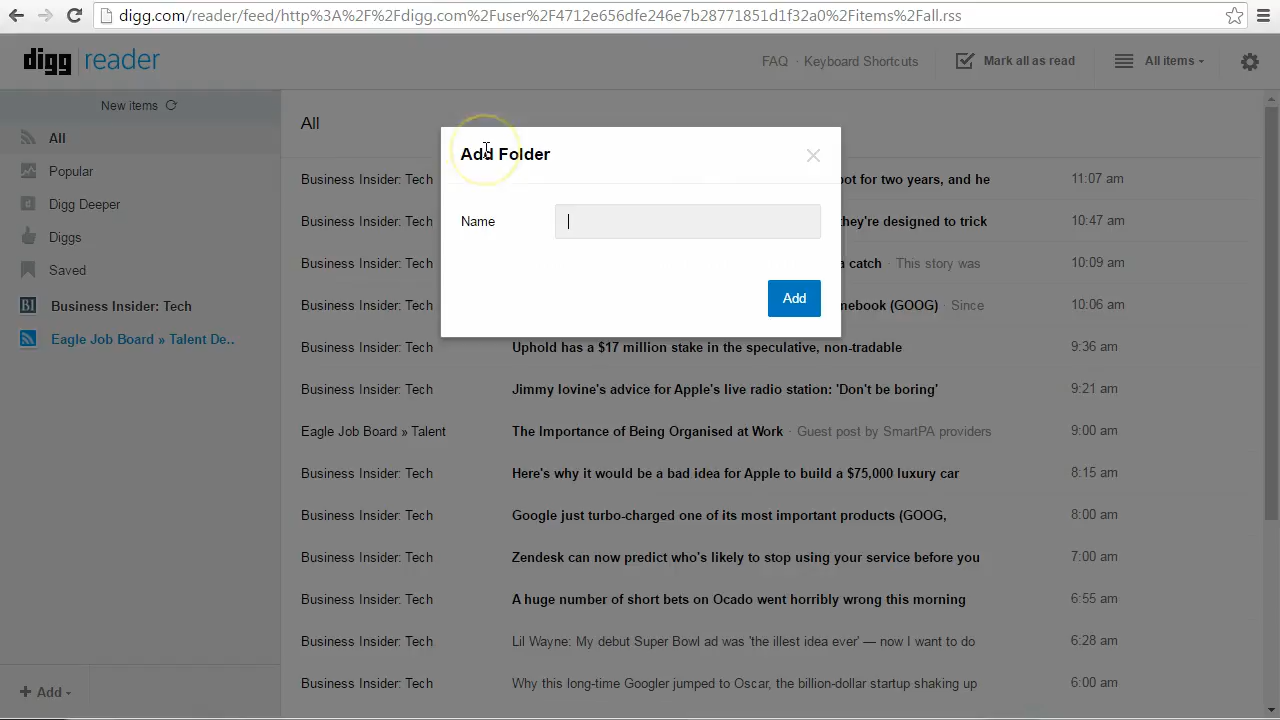 digg.com/reader/feed/http%3A%2F%2Fdigg.com%2Fuser%2F4712e656dfe246e7b28771b51d1f32a0%2Fitems%2Fall.rss
digg reader
FAQ · Keyboard Shortcuts
Mark all as read
All items
New items
All
Popular
Digg Deeper
Diggs
Saved
BI Business Insider: Tech
Eagle Job Board » Talent De..
+ Add
All
Add Folder
Name
Add
Business Insider: Tech for two years, and he 11:07 am
Business Insider: Tech they're designed to trick 10:47 am
Business Insider: Tech a catch · This story was 10:09 am
Business Insider: Tech (GOOG) · Since 10:06 am
Business Insider: Tech Uphold has a $17 million stake in the speculative, non-tradable 9:36 am
Business Insider: Tech Jimmy Iovine's advice for Apple's live radio station: 'Don't be boring' 9:21 am
Eagle Job Board » Talent The Importance of Being Organised at Work · Guest post by SmartPA providers 9:00 am
Business Insider: Tech Here's why it would be a bad idea for Apple to build a $75,000 luxury car 8:15 am
Business Insider: Tech Google just turbo-charged one of its most important products (GOOG, 8:00 am
Business Insider: Tech Zendesk can now predict who's likely to stop using your service before you 7:00 am
Business Insider: Tech A huge number of short bets on Ocado went horribly wrong this morning 6:55 am
Business Insider: Tech Lil Wayne: My debut Super Bowl ad was 'the illest idea ever' — now I want to do 6:28 am
Business Insider: Tech Why this long-time Googler jumped to Oscar, the billion-dollar startup shaking up 6:00 am